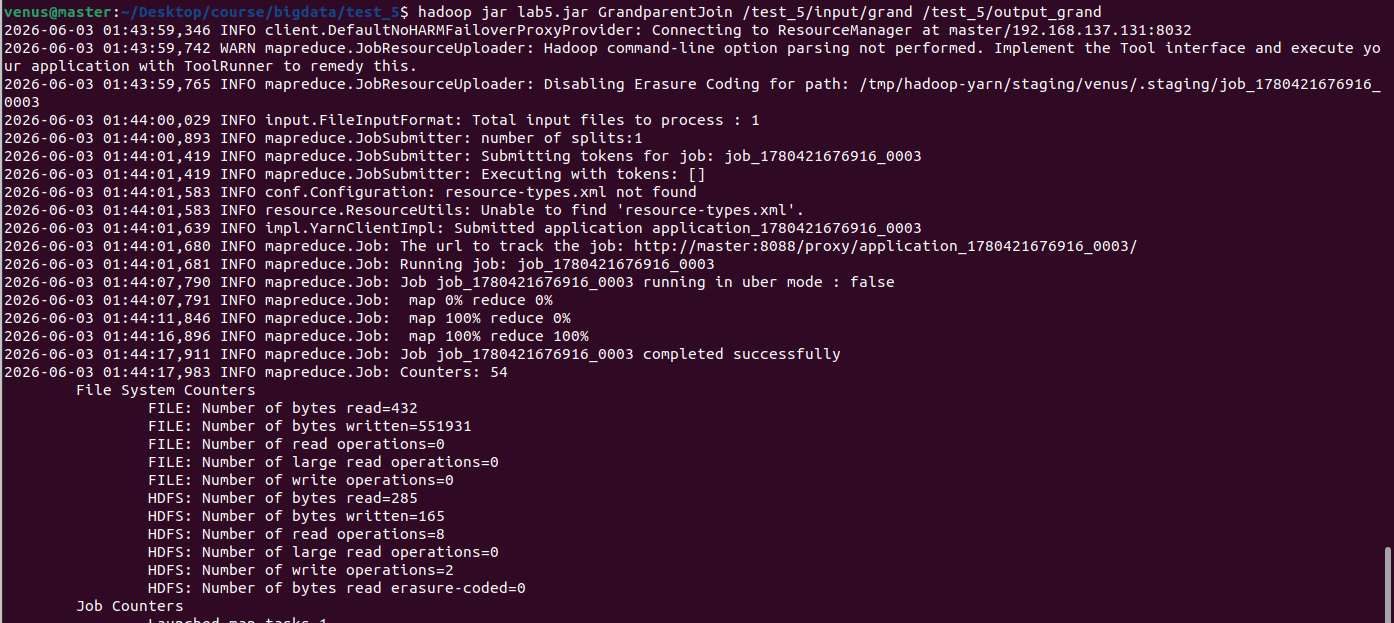 venus@master:~/Desktop/course/bigdata/test_5$ hadoop jar lab5.jar GrandparentJoin /test_5/input/grand /test_5/output_grand
2026-06-03 01:43:59,346 INFO client.DefaultNoHARMFailoverProxyProvider: Connecting to ResourceManager at master/192.168.137.131:8032
2026-06-03 01:43:59,742 WARN mapreduce.JobResourceUploader: Hadoop command-line option parsing not performed. Implement the Tool interface and execute yo
ur application with ToolRunner to remedy this.
2026-06-03 01:43:59,765 INFO mapreduce.JobResourceUploader: Disabling Erasure Coding for path: /tmp/hadoop-yarn/staging/venus/.staging/job_1780421676916_
0003
2026-06-03 01:44:00,029 INFO input.FileInputFormat: Total input files to process : 1
2026-06-03 01:44:00,893 INFO mapreduce.JobSubmitter: number of splits:1
2026-06-03 01:44:01,419 INFO mapreduce.JobSubmitter: Submitting tokens for job: job_1780421676916_0003
2026-06-03 01:44:01,419 INFO mapreduce.JobSubmitter: Executing with tokens: []
2026-06-03 01:44:01,583 INFO conf.Configuration: resource-types.xml not found
2026-06-03 01:44:01,583 INFO resource.ResourceUtils: Unable to find 'resource-types.xml'.
2026-06-03 01:44:01,639 INFO impl.YarnClientImpl: Submitted application application_1780421676916_0003
2026-06-03 01:44:01,680 INFO mapreduce.Job: The url to track the job: http://master:8088/proxy/application_1780421676916_0003/
2026-06-03 01:44:01,681 INFO mapreduce.Job: Running job: job_1780421676916_0003
2026-06-03 01:44:07,790 INFO mapreduce.Job: Job job_1780421676916_0003 running in uber mode : false
2026-06-03 01:44:07,791 INFO mapreduce.Job:  map 0% reduce 0%
2026-06-03 01:44:11,846 INFO mapreduce.Job:  map 100% reduce 0%
2026-06-03 01:44:16,896 INFO mapreduce.Job:  map 100% reduce 100%
2026-06-03 01:44:17,911 INFO mapreduce.Job: Job job_1780421676916_0003 completed successfully
2026-06-03 01:44:17,983 INFO mapreduce.Job: Counters: 54
File System Counters
FILE: Number of bytes read=432
FILE: Number of bytes written=551931
FILE: Number of read operations=0
FILE: Number of large read operations=0
FILE: Number of write operations=0
HDFS: Number of bytes read=285
HDFS: Number of bytes written=165
HDFS: Number of read operations=8
HDFS: Number of large read operations=0
HDFS: Number of write operations=2
HDFS: Number of bytes read erasure-coded=0
Job Counters
Launched map tasks=1